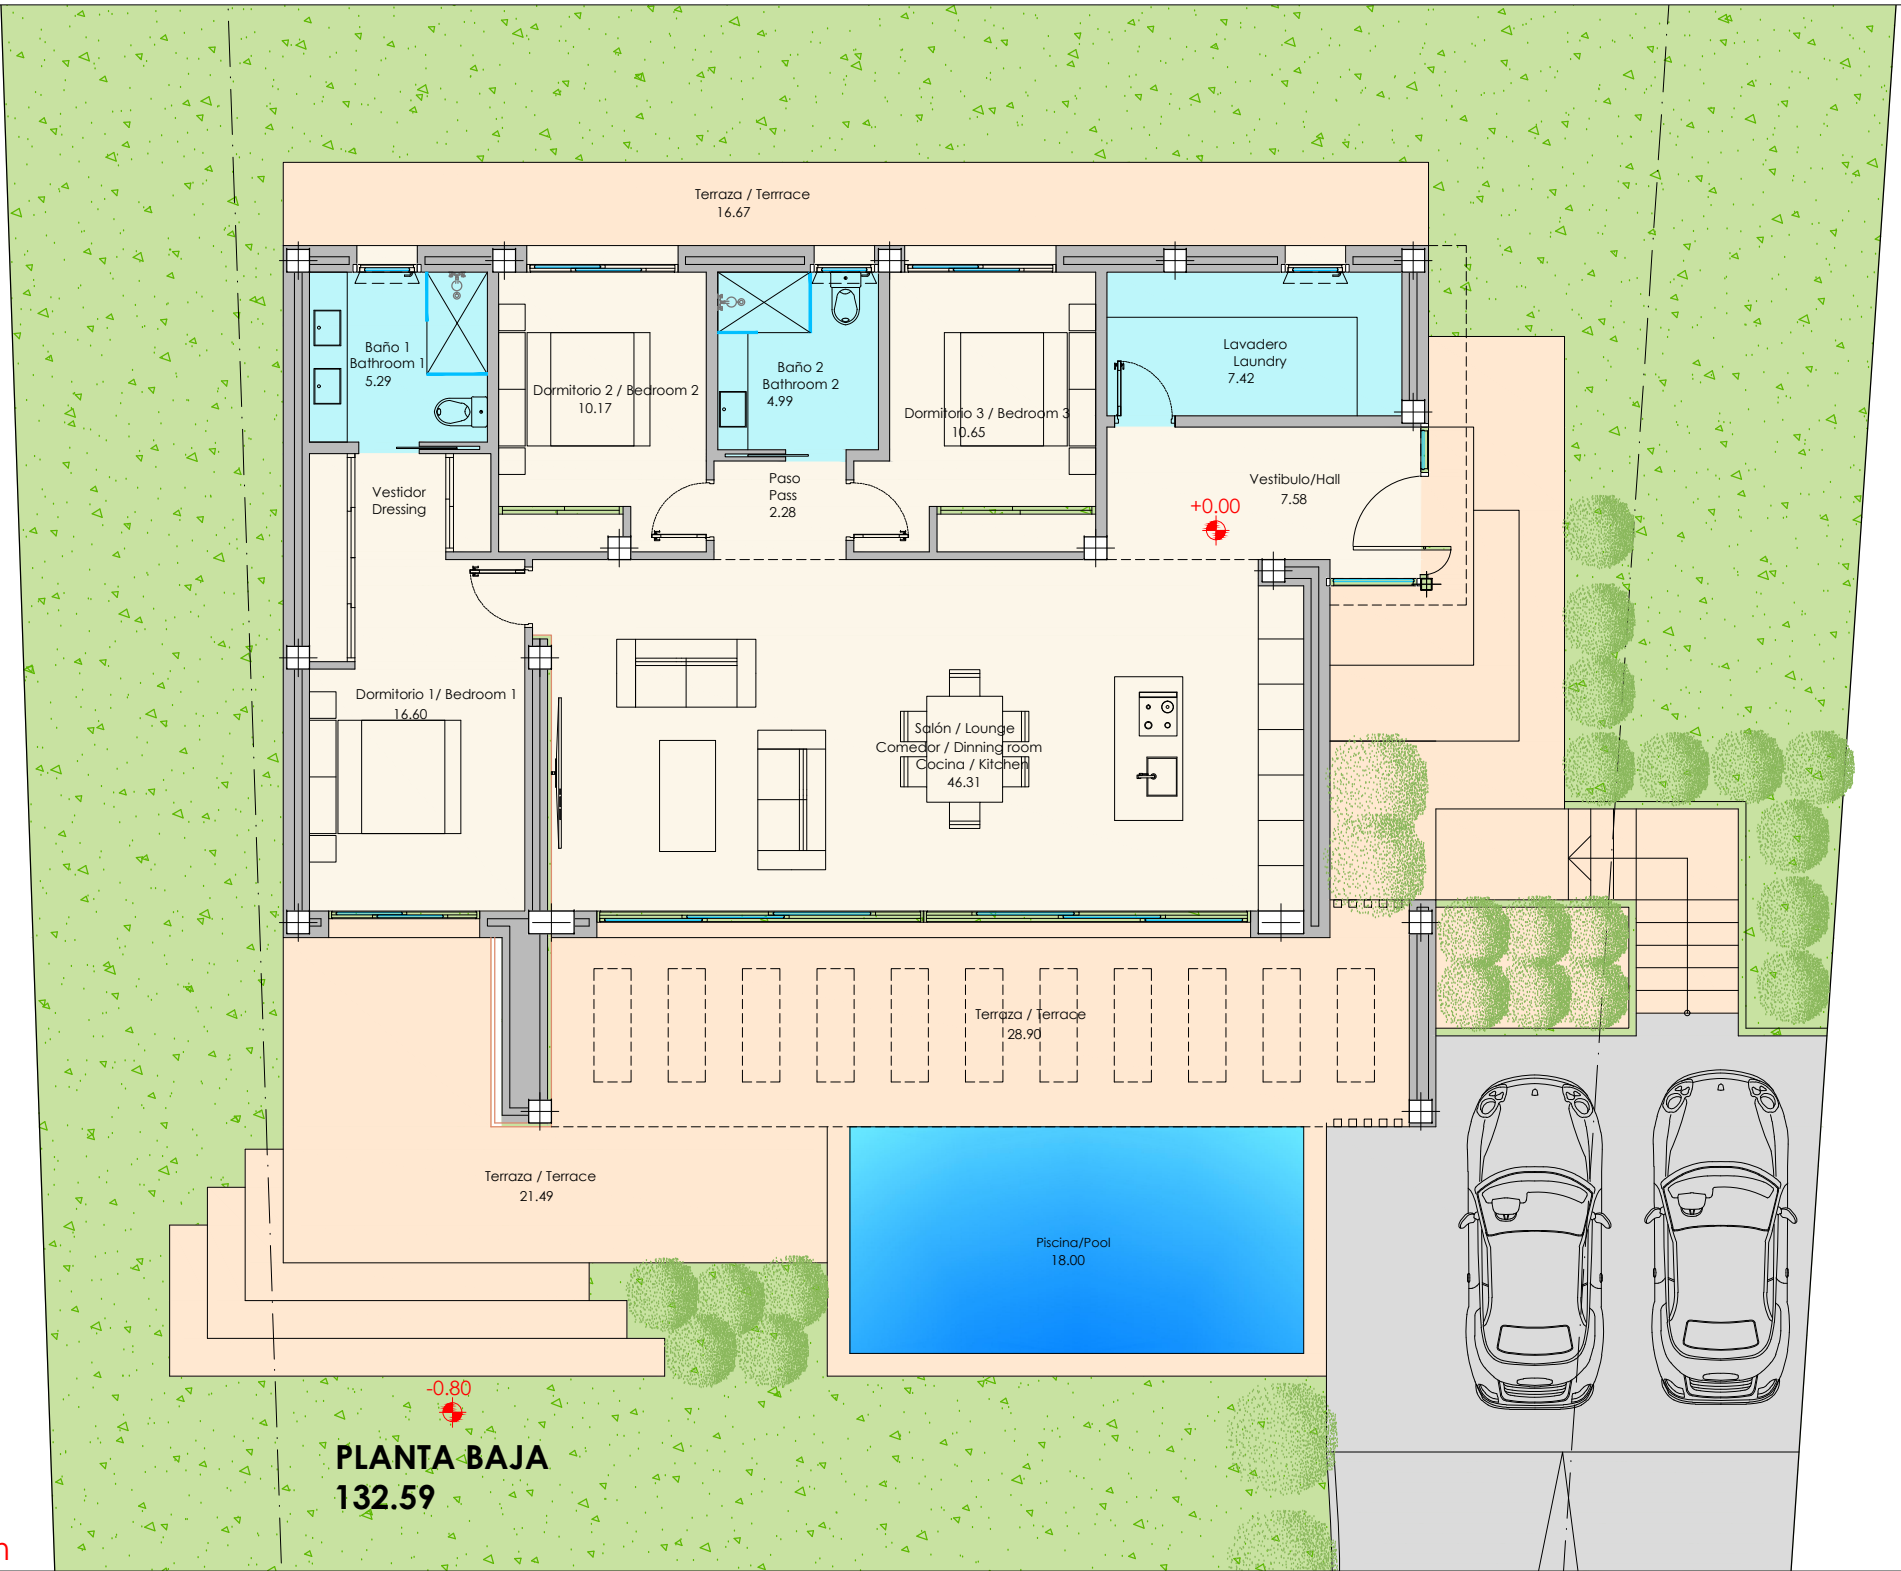 Terraza / Terrrace
16.67
Baño 1
Bathroom 1
5.29
Dormitorio 2 / Bedroom 2
10.17
Baño 2
Bathroom 2
4.99
Dormitorio 3 / Bedroom 3
10.65
Lavadero
Laundry
7.42
Vestidor
Dressing
Paso
Pass
2.28
Vestibulo/Hall
7.58
+0.00
Dormitorio 1/ Bedroom 1
16.60
Salón / Lounge
Comedor / Dinning room
Cocina / Kitchen
46.31
Terraza / Terrace
28.90
Terraza / Terrace
21.49
Piscina/Pool
18.00
-0.80
PLANTA BAJA
132.59